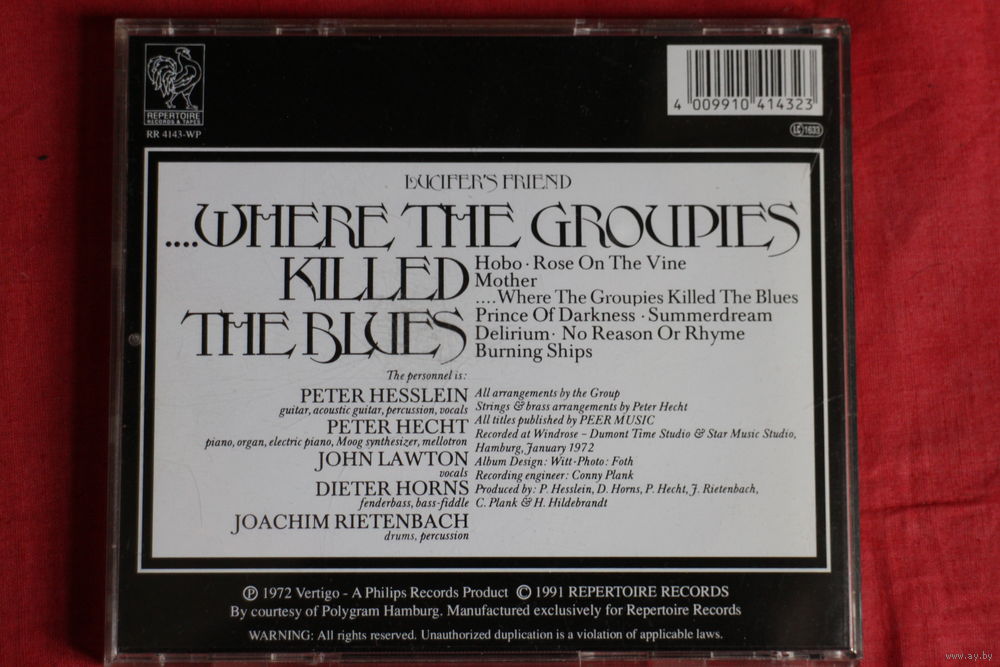 REPERTOIRE
RECORDS & TAPES
RR 4143-WP
4 009910 414323
LC 1633
LUCIFER'S FRIEND
....WHERE THE GROUPIES
KILLED
THE BLUES
Hobo · Rose On The Vine
Mother
....Where The Groupies Killed The Blues
Prince Of Darkness · Summerdream
Delirium · No Reason Or Rhyme
Burning Ships
The personnel is:
PETER HESSLEIN
guitar, acoustic guitar, percussion, vocals
PETER HECHT
piano, organ, electric piano, Moog synthesizer, mellotron
JOHN LAWTON
vocals
DIETER HORNS
fenderbass, bass-fiddle
JOACHIM RIETENBACH
drums, percussion
All arrangements by the Group
Strings & brass arrangements by Peter Hecht
All titles published by PEER MUSIC
Recorded at Windrose – Dumont Time Studio & Star Music Studio,
Hamburg, January 1972
Album Design: Witt · Photo: Foth
Recording engineer: Conny Plank
Produced by: P. Hesslein, D. Horns, P. Hecht, J. Rietenbach,
C. Plank & H. Hildebrandt
Ⓟ 1972 Vertigo - A Philips Records Product © 1991 REPERTOIRE RECORDS
By courtesy of Polygram Hamburg. Manufactured exclusively for Repertoire Records
WARNING: All rights reserved. Unauthorized duplication is a violation of applicable laws.
www.ay.by